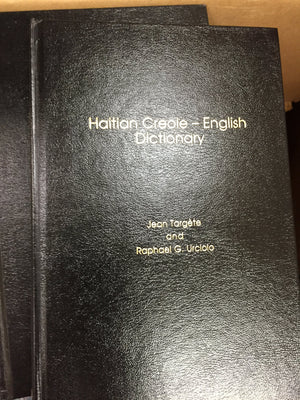 Haitian Creole – English
Dictionary
Jean Targète
and
Raphael G. Urciolo